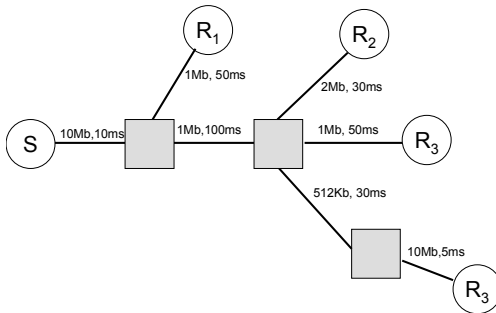 R1
R2
1Mb, 50ms
2Mb, 30ms
S
10Mb,10ms
1Mb,100ms
1Mb, 50ms
R3
512Kb, 30ms
10Mb,5ms
R3